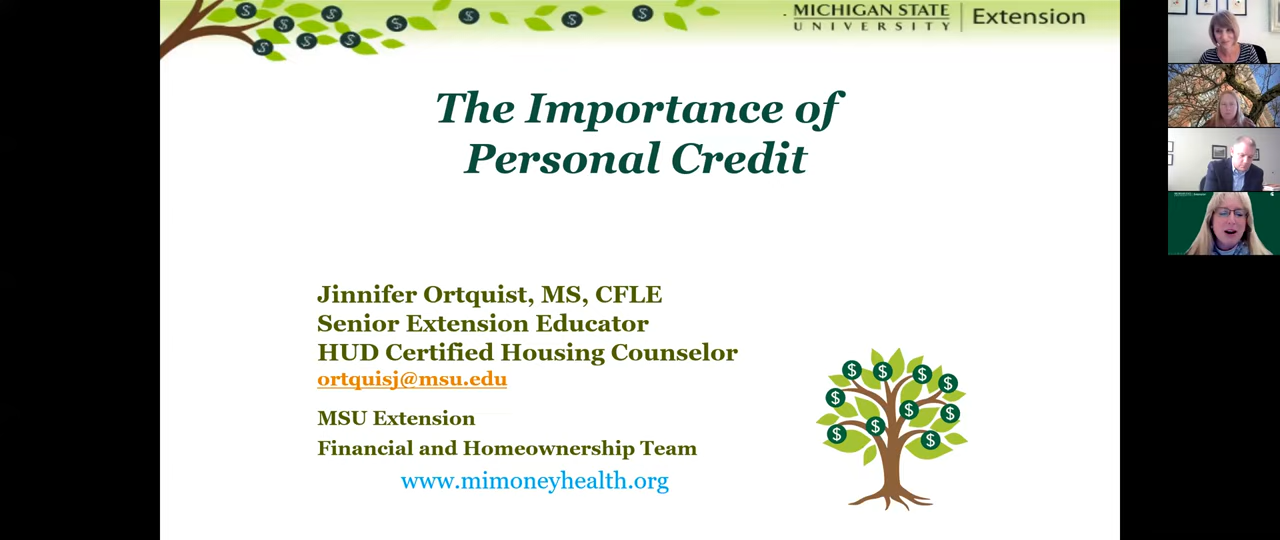 MICHIGAN STATE
UNIVERSITY
Extension
The Importance of
Personal Credit
Jinnifer Ortquist, MS, CFLE
Senior Extension Educator
HUD Certified Housing Counselor
ortquisj@msu.edu
MSU Extension
Financial and Homeownership Team
www.mimoneyhealth.org